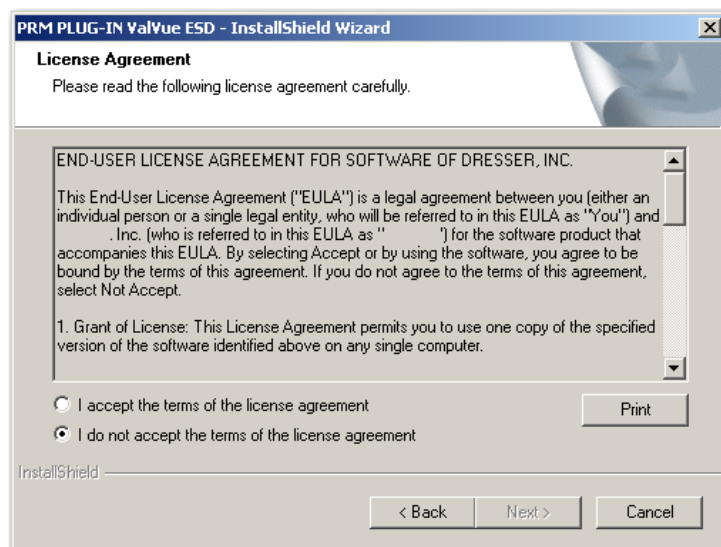 PRM PLUG-IN ValVue ESD - InstallShield Wizard
License Agreement
Please read the following license agreement carefully.
END-USER LICENSE AGREEMENT FOR SOFTWARE OF DRESSER, INC.
This End-User License Agreement ("EULA") is a legal agreement between you (either an
individual person or a single legal entity, who will be referred to in this EULA as "You") and
. Inc. (who is referred to in this EULA as " ") for the software product that
accompanies this EULA. By selecting Accept or by using the software, you agree to be
bound by the terms of this agreement. If you do not agree to the terms of this agreement,
select Not Accept.
1. Grant of License: This License Agreement permits you to use one copy of the specified
version of the software identified above on any single computer.
I accept the terms of the license agreement
Print
I do not accept the terms of the license agreement
InstallShield
< Back
Next >
Cancel